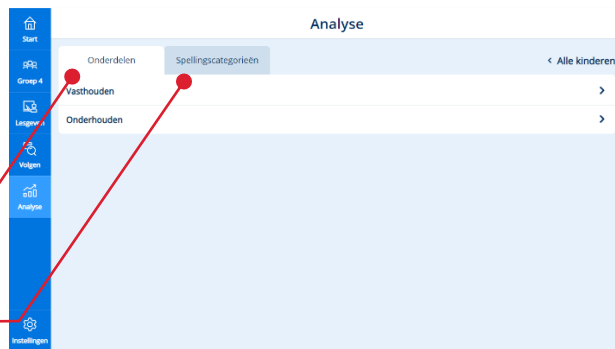 Analyse
Start
Groep 4
Lesgeven
Volgen
Analyse
Instellingen
Onderdelen
Spellingscategorieën
< Alle kinderen
Vasthouden
Onderhouden